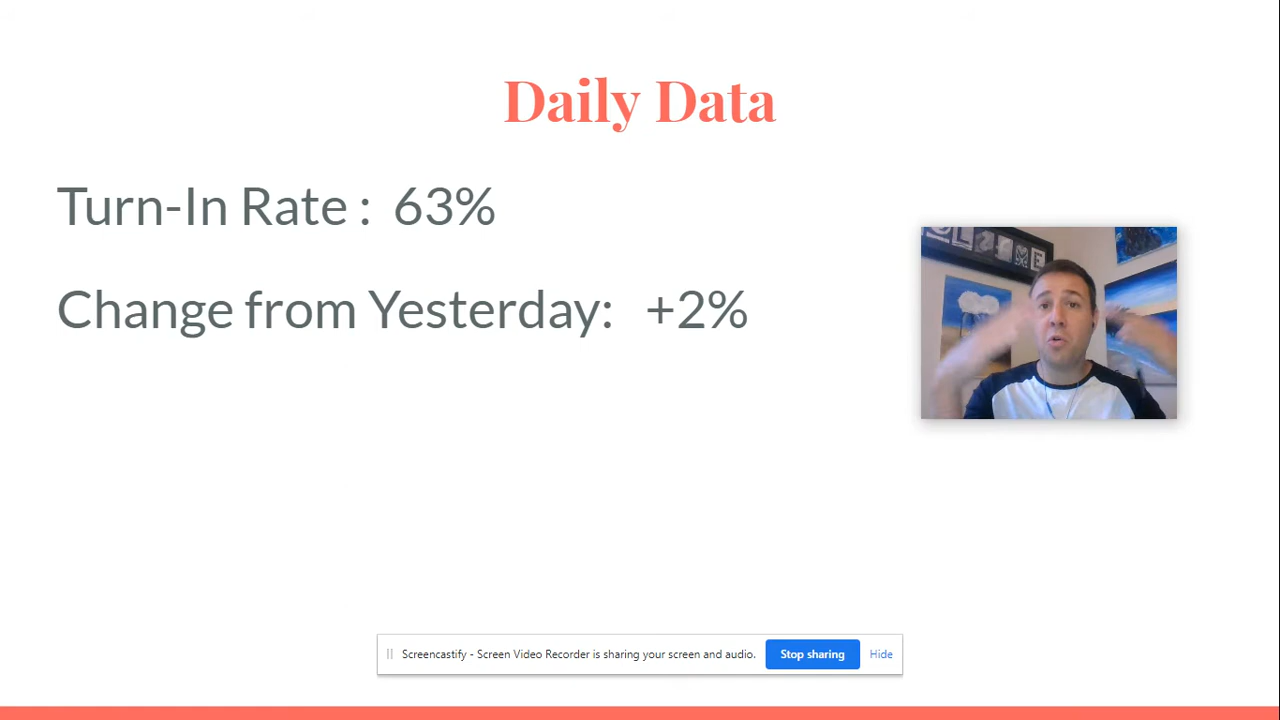 Daily Data
Turn-In Rate : 63%
Change from Yesterday: +2%
Screencastify - Screen Video Recorder is sharing your screen and audio. Stop sharing Hide